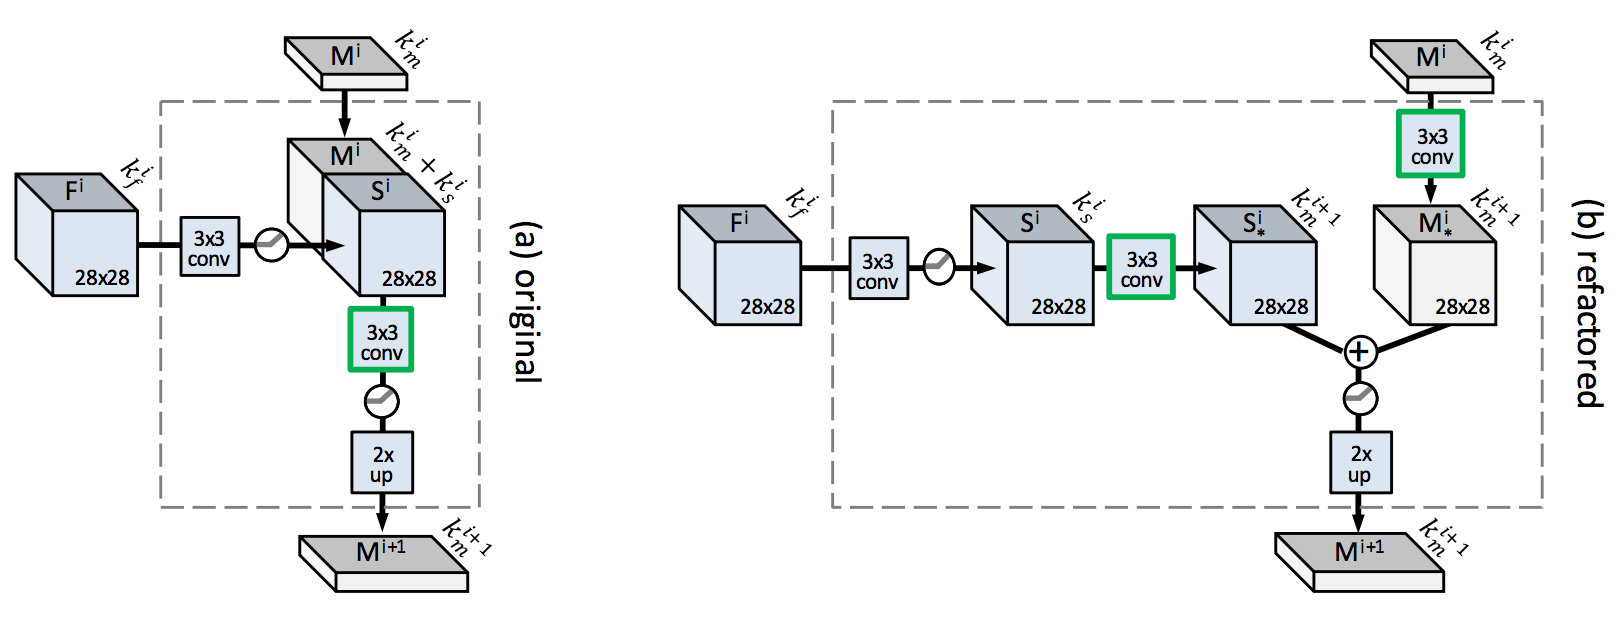 M^i
k_m^i
M^i
k_m^i + k_s^i
F^i
k_f^i
S^i
3x3
conv
28x28
28x28
3x3
conv
2x
up
M^{i+1}
k_m^{i+1}
(a) original
M^i
k_m^i
3x3
conv
F^i
k_f^i
S^i
k_s^i
S_*^i
k_m^{i+1}
M_*^i
k_m^{i+1}
3x3
conv
3x3
conv
28x28
28x28
28x28
28x28
+
2x
up
M^{i+1}
k_m^{i+1}
(b) refactored